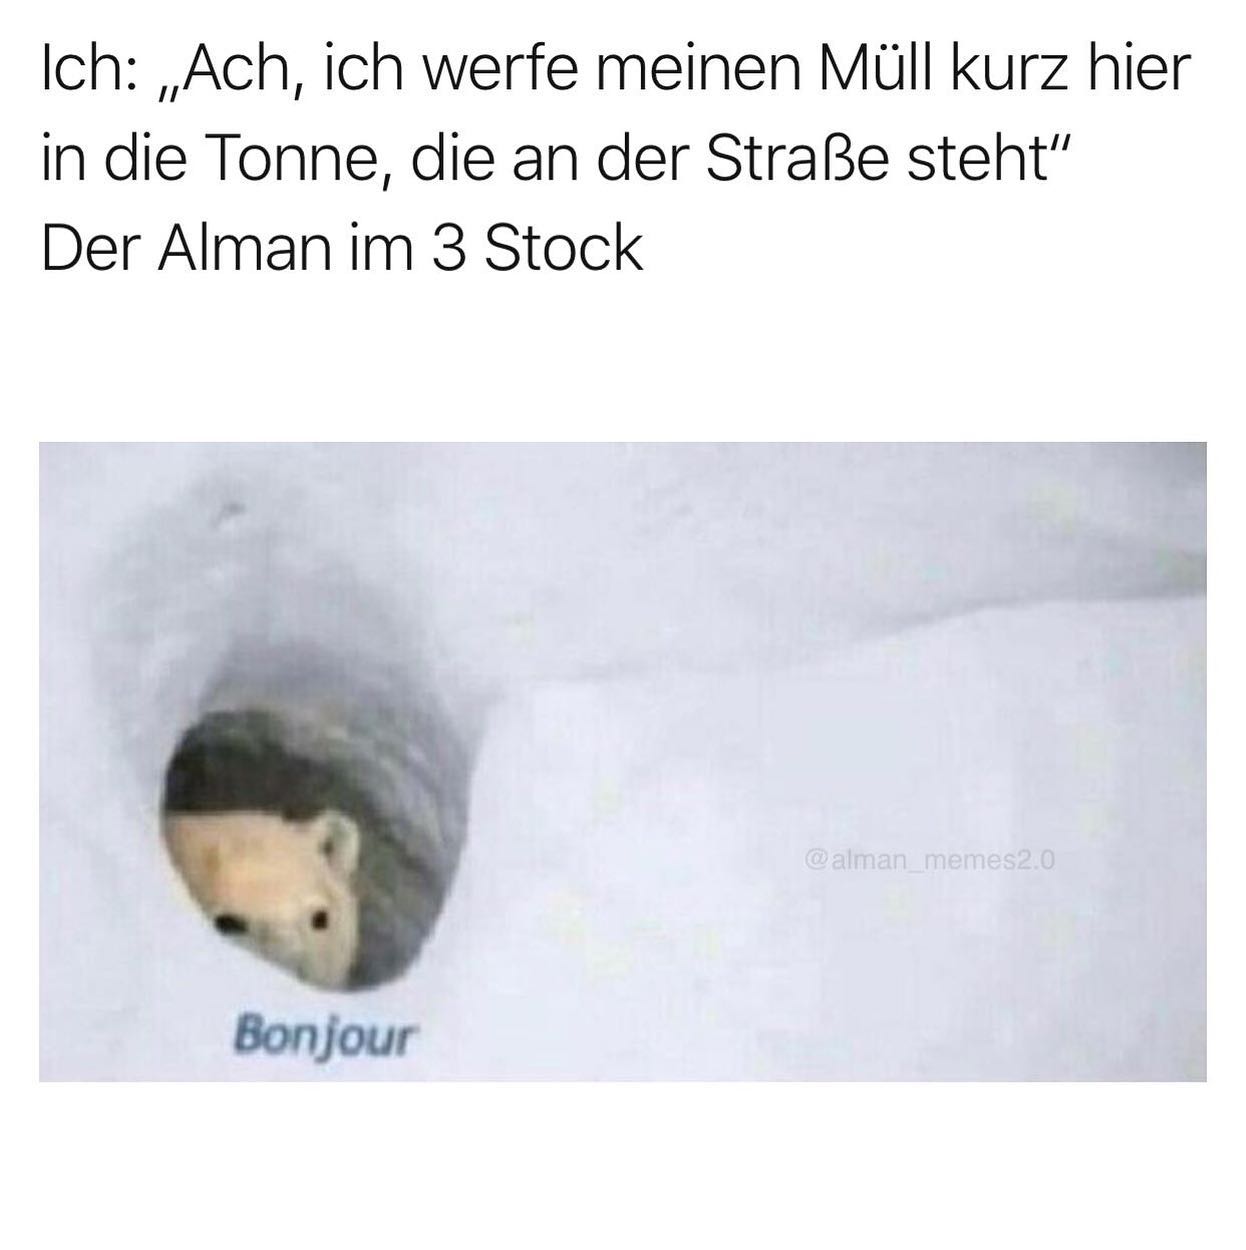 Ich: „Ach, ich werfe meinen Müll kurz hier
in die Tonne, die an der Straße steht“
Der Alman im 3 Stock
@alman_memes2.0
Bonjour